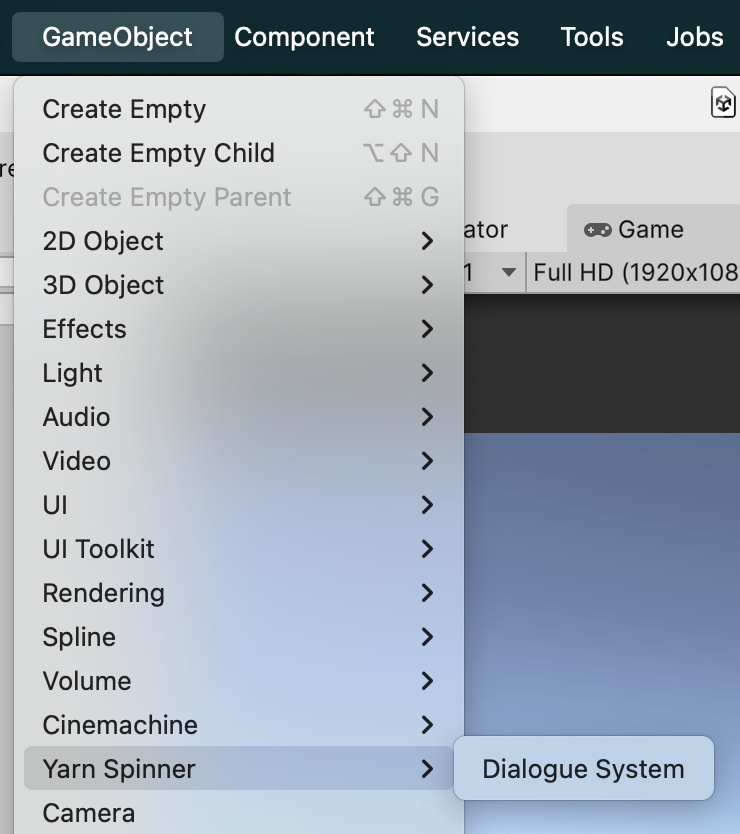 GameObject Component Services Tools Jobs
Create Empty ⇧ ⌘ N
Create Empty Child ⌥ ⇧ N
Create Empty Parent ⇧ ⌘ G
2D Object
3D Object
Effects
Light
Audio
Video
UI
UI Toolkit
Rendering
Spline
Volume
Cinemachine
Yarn Spinner
Camera
Dialogue System
re
ator
Game
1
Full HD (1920x108